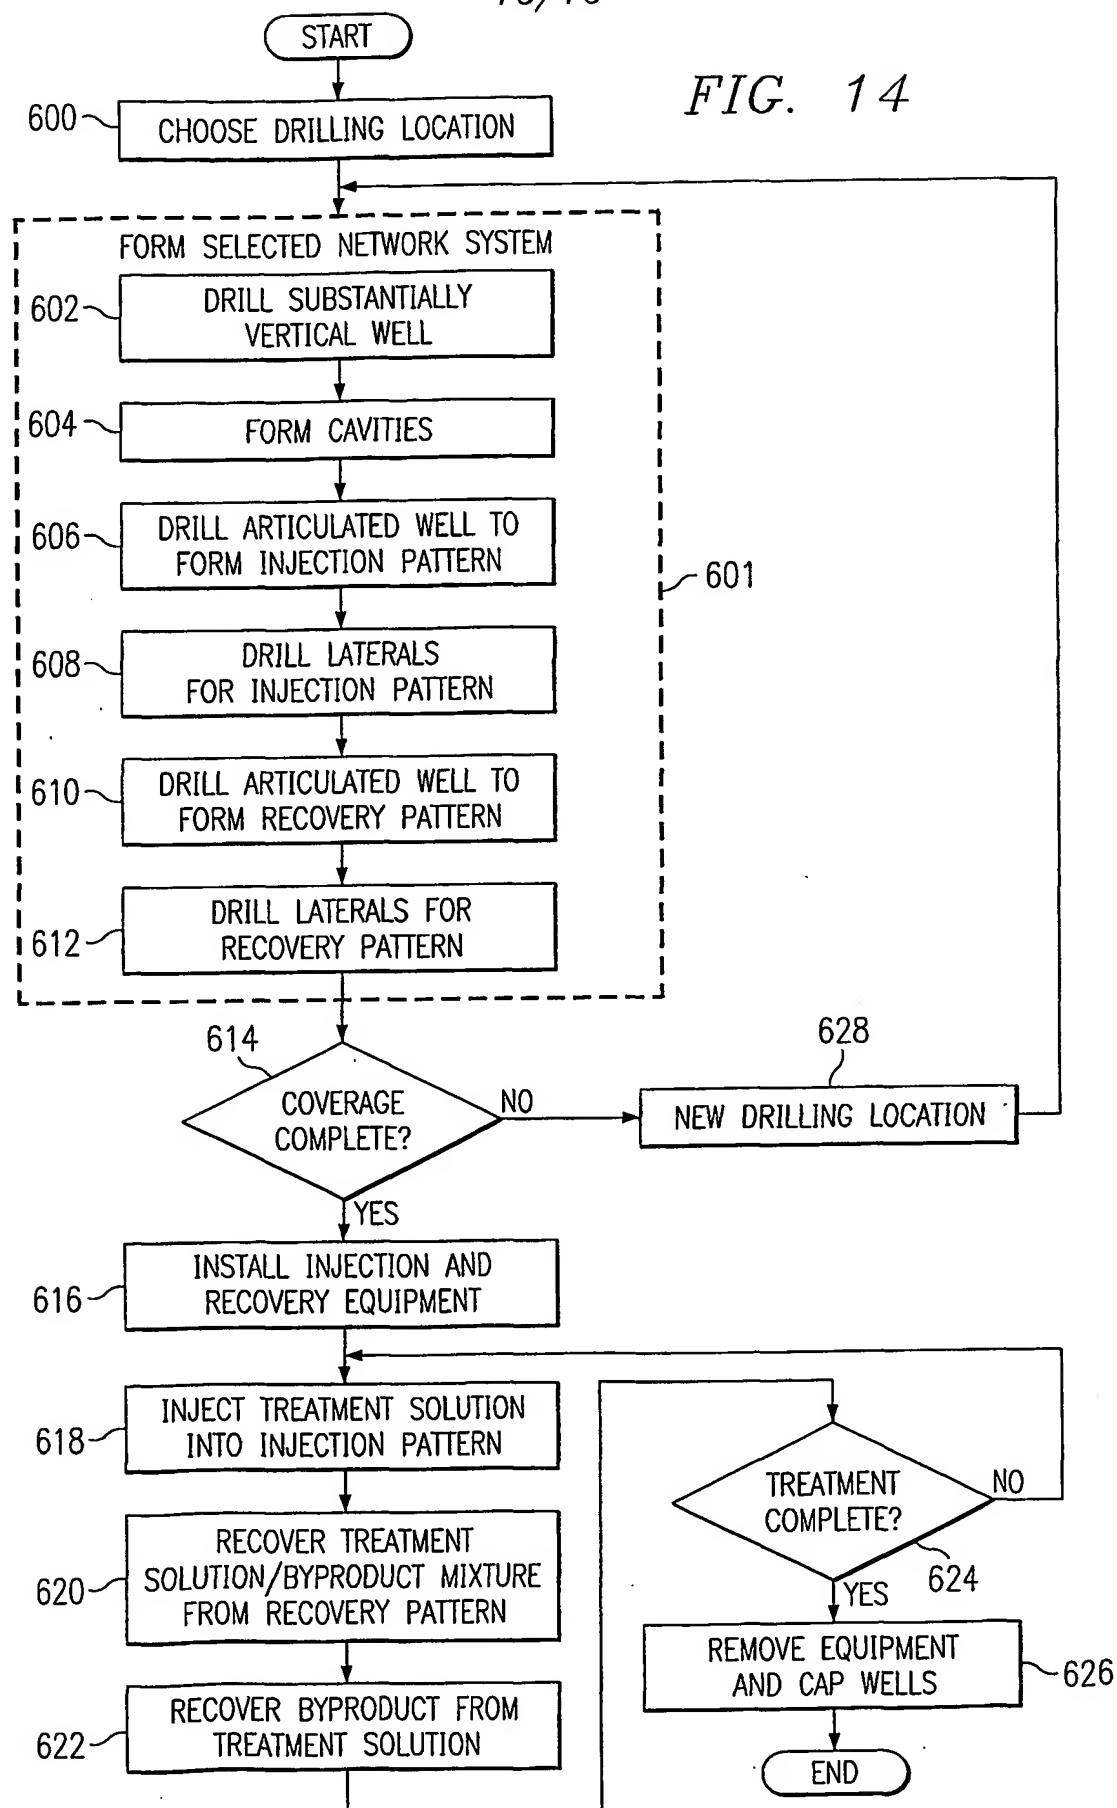 START
FIG. 14
600
CHOOSE DRILLING LOCATION
FORM SELECTED NETWORK SYSTEM
602
DRILL SUBSTANTIALLY
VERTICAL WELL
604
FORM CAVITIES
606
DRILL ARTICULATED WELL TO
FORM INJECTION PATTERN
601
608
DRILL LATERALS
FOR INJECTION PATTERN
610
DRILL ARTICULATED WELL TO
FORM RECOVERY PATTERN
612
DRILL LATERALS FOR
RECOVERY PATTERN
614
COVERAGE
COMPLETE?
NO
628
NEW DRILLING LOCATION
YES
616
INSTALL INJECTION AND
RECOVERY EQUIPMENT
618
INJECT TREATMENT SOLUTION
INTO INJECTION PATTERN
620
RECOVER TREATMENT
SOLUTION/BYPRODUCT MIXTURE
FROM RECOVERY PATTERN
622
RECOVER BYPRODUCT FROM
TREATMENT SOLUTION
TREATMENT
COMPLETE?
NO
624
YES
REMOVE EQUIPMENT
AND CAP WELLS
626
END